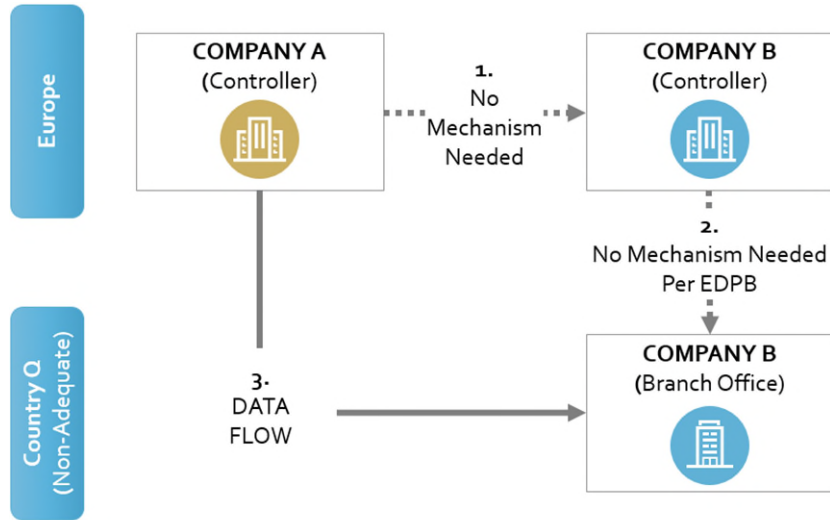 Europe
COMPANY A
(Controller)
1.
No
Mechanism
Needed
COMPANY B
(Controller)
2.
No Mechanism Needed
Per EDPB
Country Q
(Non-Adequate)
3.
DATA
FLOW
COMPANY B
(Branch Office)